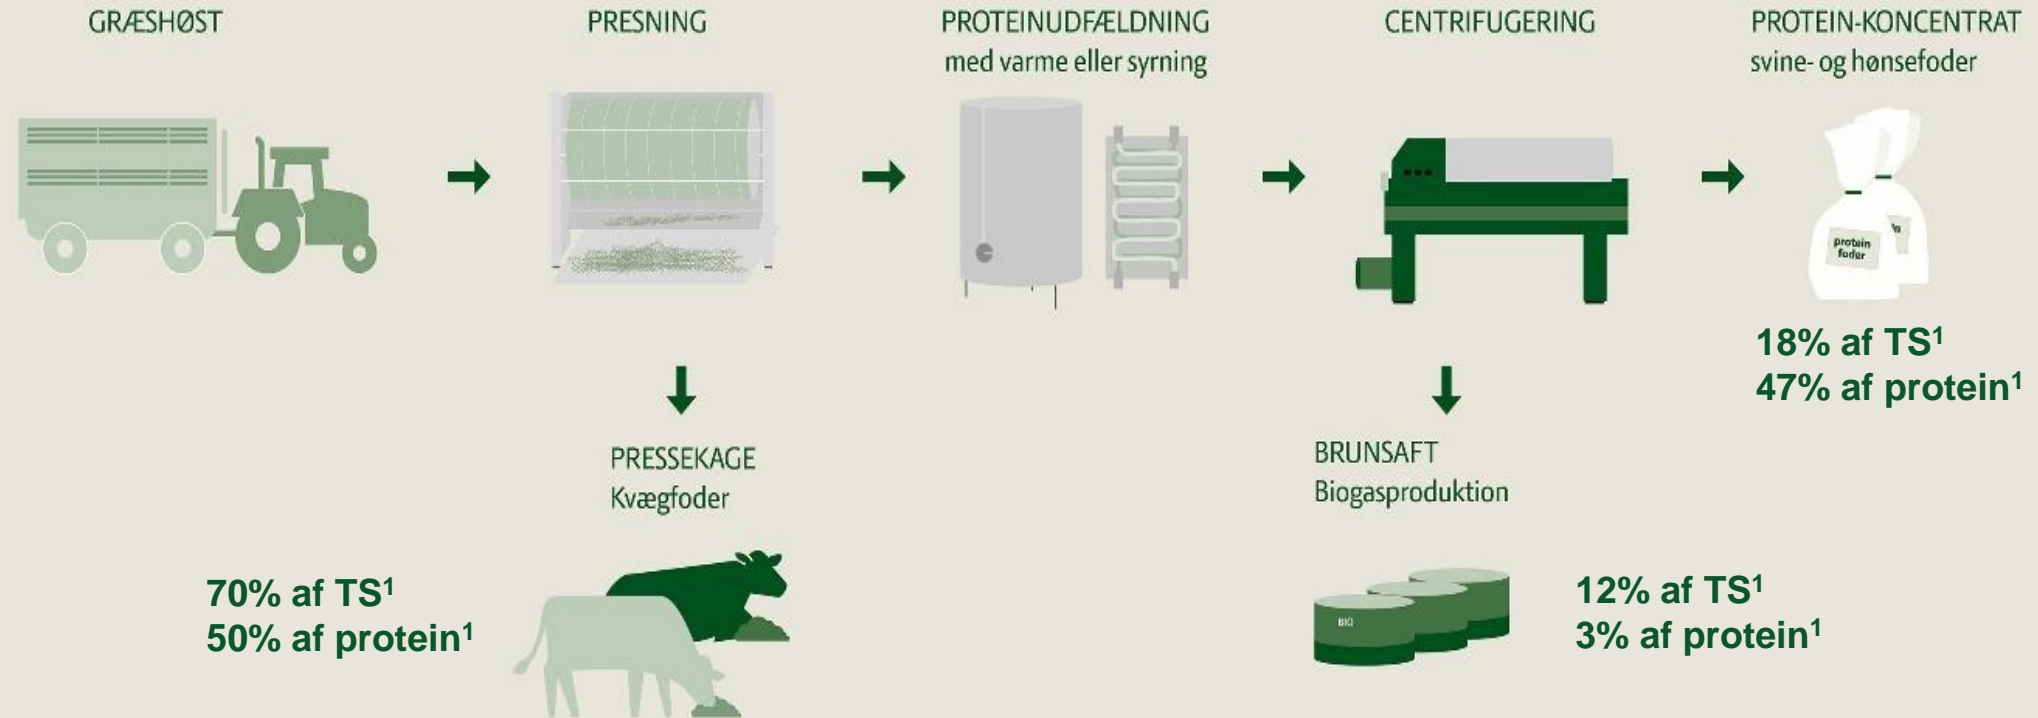 GRÆSHØST
PRESNING
PROTEINUDFÆLDNING
med varme eller syrning
CENTRIFUGERING
PROTEIN-KONCENTRAT
svine- og hønsefoder
protein
foder
18% af TS¹
47% af protein¹
PRESSEKAGE
Kvægfoder
70% af TS¹
50% af protein¹
BRUNSAFT
Biogasproduktion
BIO
12% af TS¹
3% af protein¹